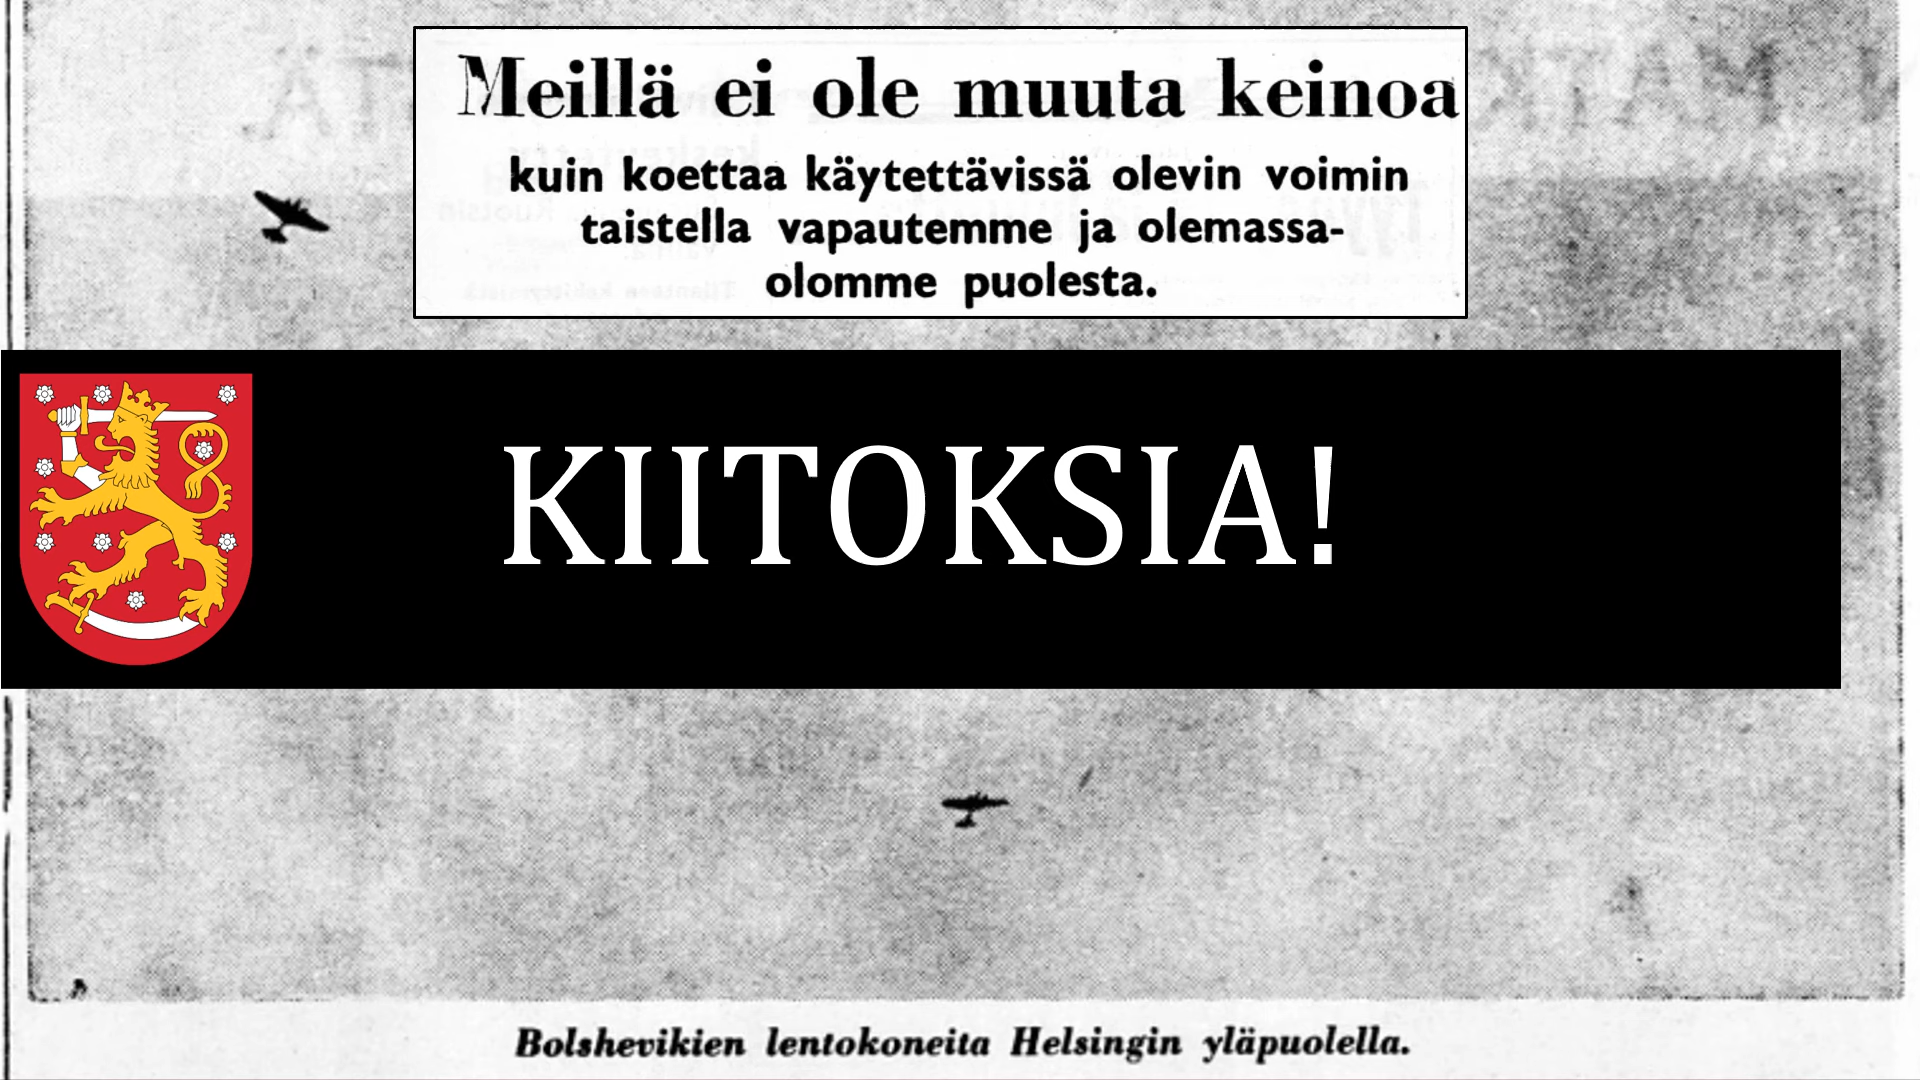 Meillä ei ole muuta keinoa
kuin koettaa käytettävissä olevin voimin
taistella vapautemme ja olemassa-
olomme puolesta.
KIITOKSIA!
Bolshevikien lentokoneita Helsingin yläpuolella.